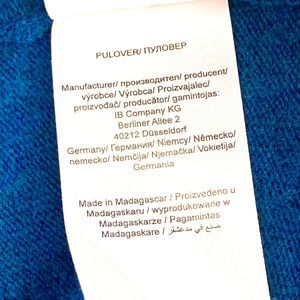 PULOVER/ ПУЛОВЕР
Manufacturer/ производител/ producent/
výrobce/ Výrobca/ Proizvajalec/
proizvođač/ producător/ gamintojas:
IB Company KG
Berliner Allee 2
40212 Düsseldorf
Germany/ Германия/ Niemcy/ Německo/
nemecko/ Nemčija/ Njemačka/ Vokietija/
Germania
Made in Madagascar / Proizvedeno u
Madagaskaru / wyprodukowane w
Madagaskarze / Pagamintas
Madagaskare / صنع في مدغشقر